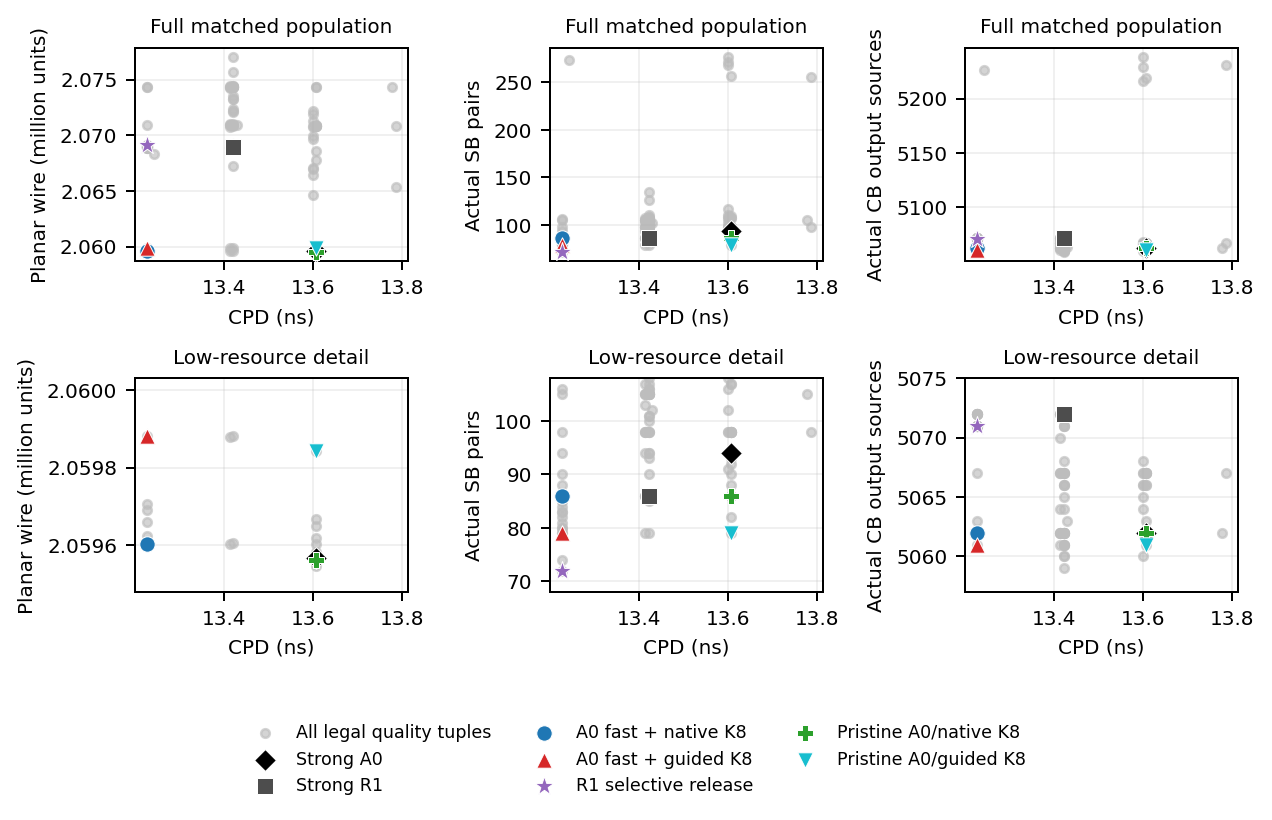 Full matched population
Full matched population
Full matched population
Planar wire (million units)
2.075
2.070
2.065
2.060
13.4
13.6
13.8
CPD (ns)
Actual SB pairs
250
200
150
100
13.4
13.6
13.8
CPD (ns)
Actual CB output sources
5200
5150
5100
13.4
13.6
13.8
CPD (ns)
Low-resource detail
Low-resource detail
Low-resource detail
Planar wire (million units)
2.0600
2.0598
2.0596
13.4
13.6
13.8
CPD (ns)
Actual SB pairs
100
90
80
70
13.4
13.6
13.8
CPD (ns)
Actual CB output sources
5075
5070
5065
5060
13.4
13.6
13.8
CPD (ns)
All legal quality tuples
Strong A0
Strong R1
A0 fast + native K8
A0 fast + guided K8
R1 selective release
Pristine A0/native K8
Pristine A0/guided K8